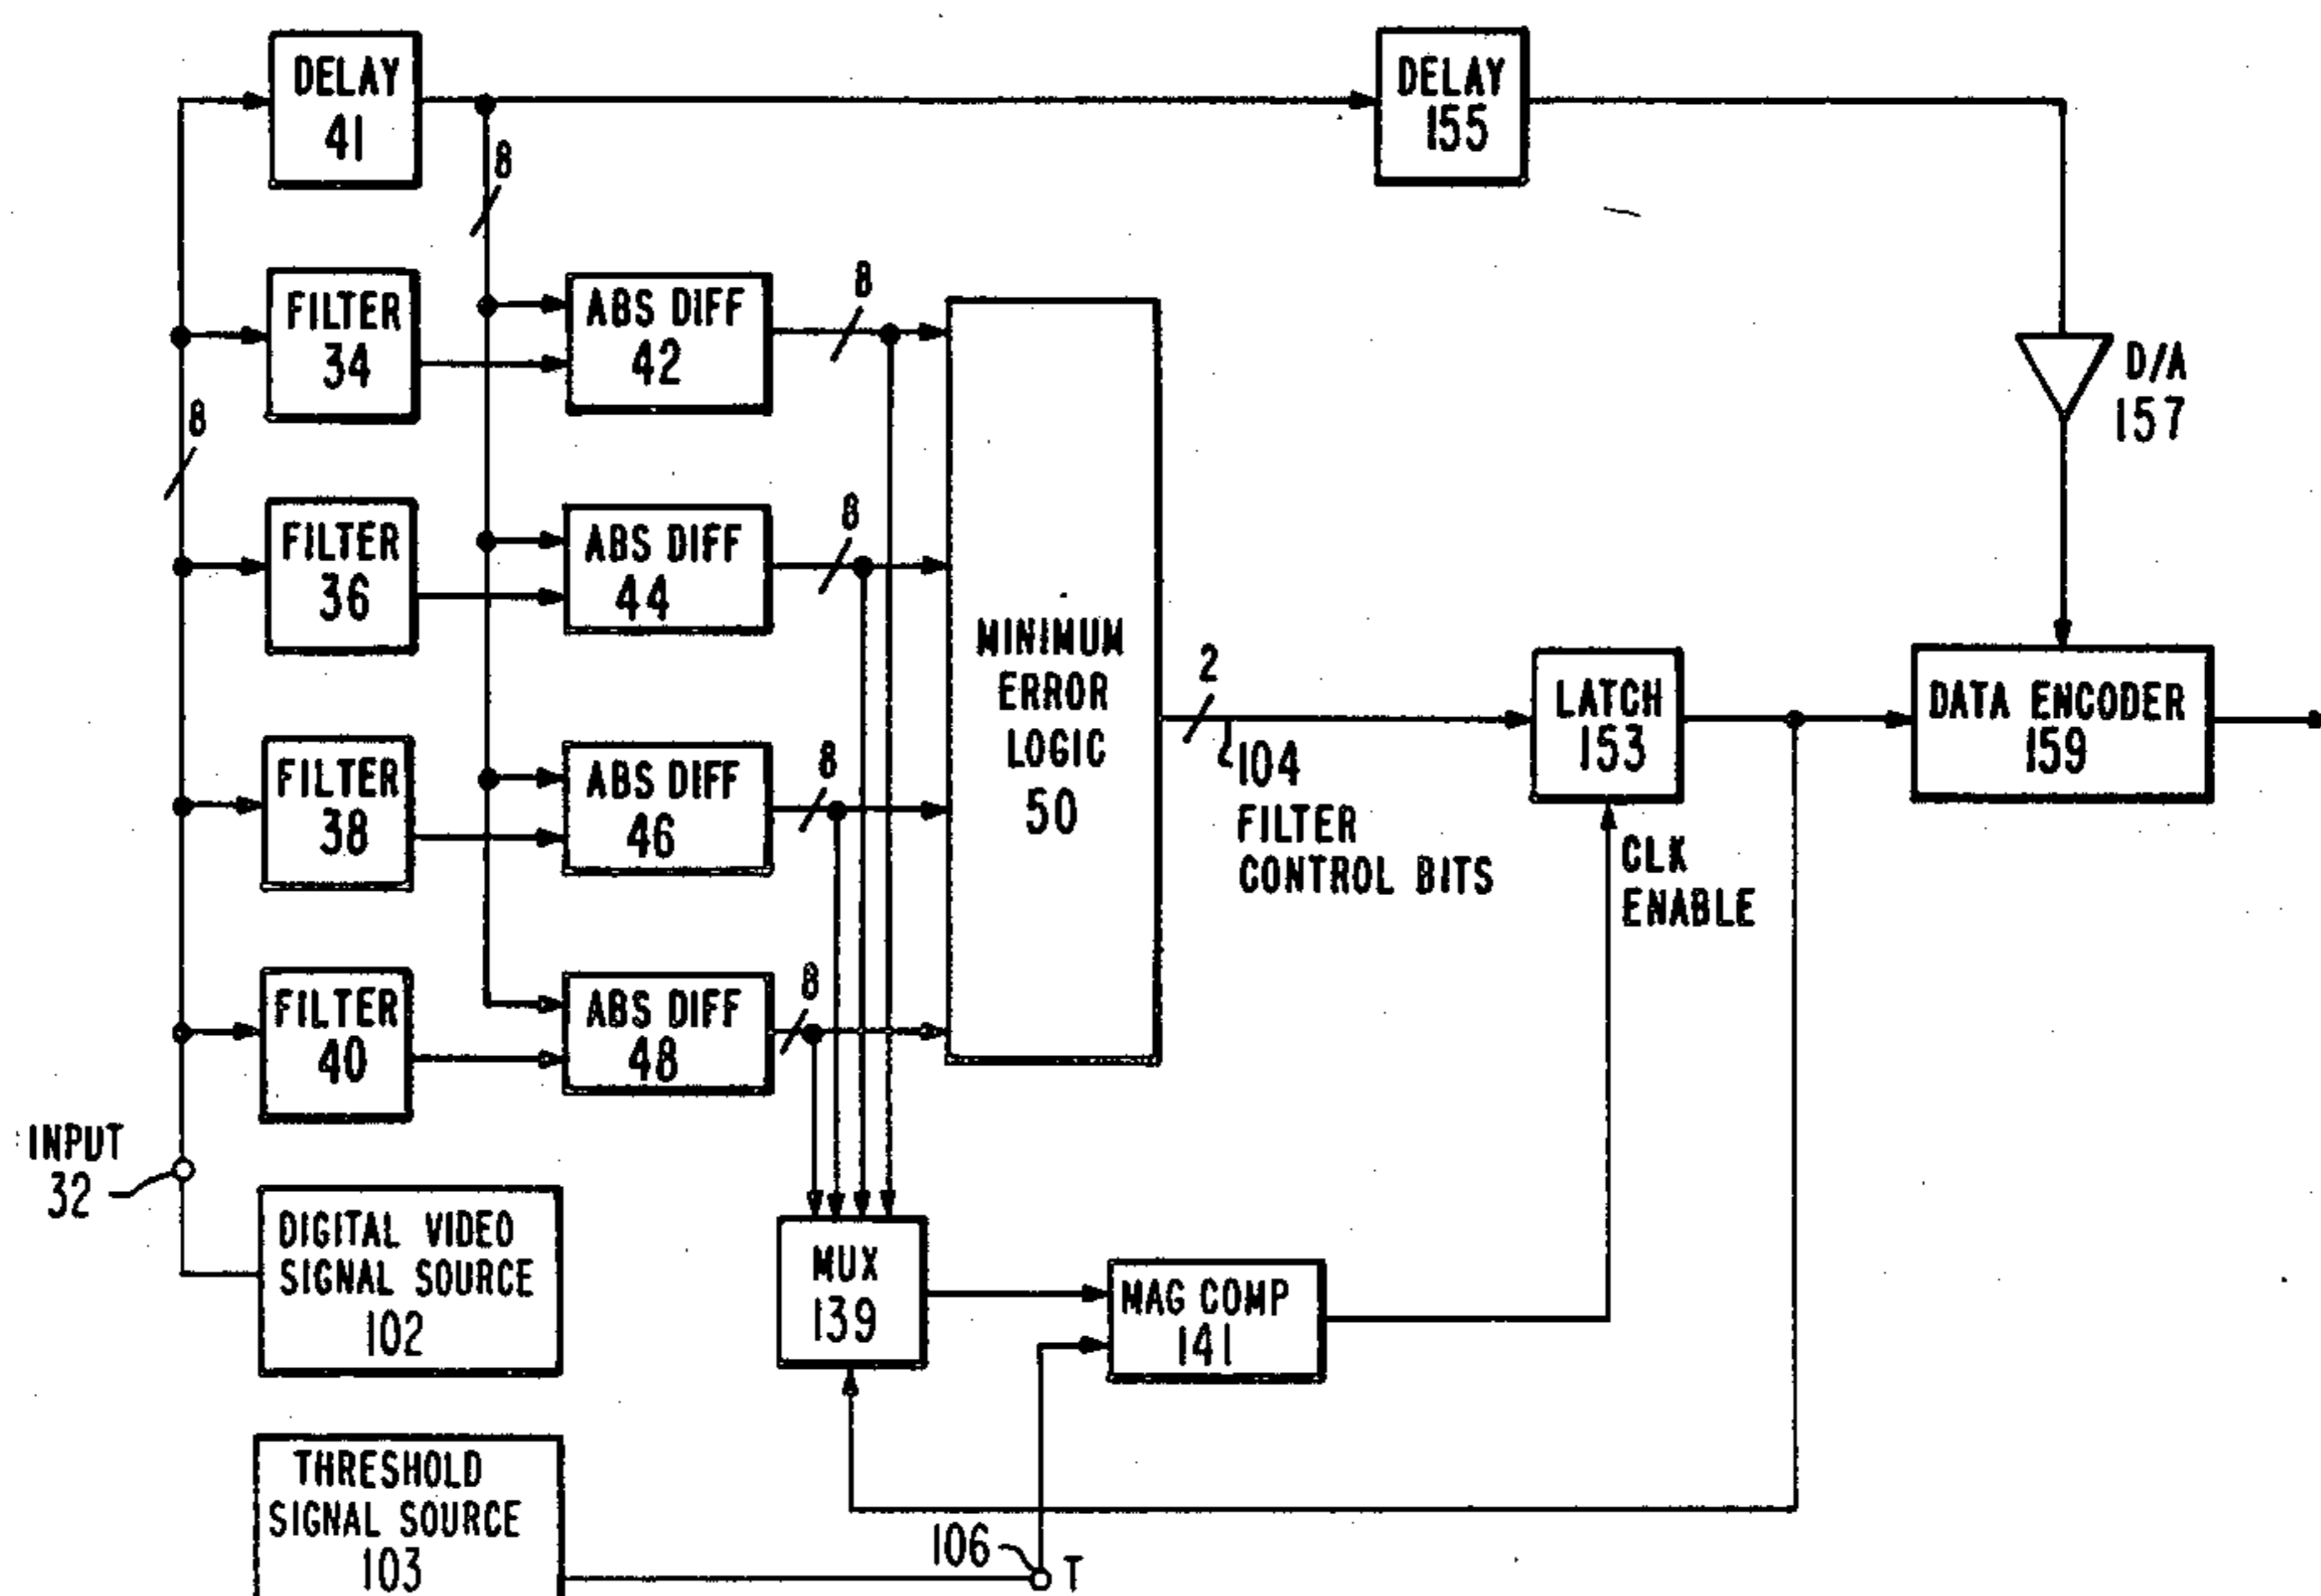 DELAY
41
DELAY
155
8
FILTER
34
ABS DIFF
42
8
D/A
157
8
FILTER
36
ABS DIFF
44
8
MINIMUM
ERROR
LOGIC
50
2
104
FILTER
CONTROL BITS
LATCH
153
CLK
ENABLE
DATA ENCODER
159
FILTER
38
ABS DIFF
46
8
FILTER
40
ABS DIFF
48
8
INPUT
32
DIGITAL VIDEO
SIGNAL SOURCE
102
MUX
139
MAG COMP
141
THRESHOLD
SIGNAL SOURCE
103
106
T